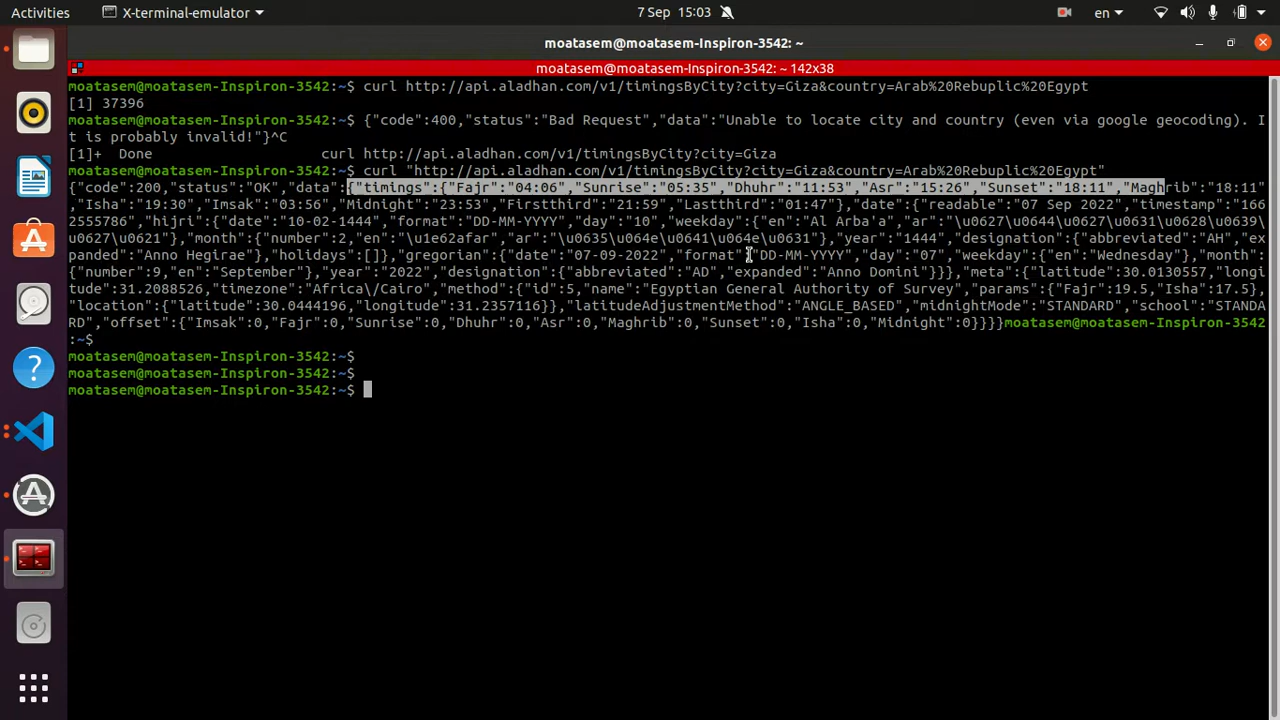 Activities X-terminal-emulator 7 Sep 15:03 en
moatasem@moatasem-Inspiron-3542: ~
moatasem@moatasem-Inspiron-3542: ~ 142x38
moatasem@moatasem-Inspiron-3542:~$ curl http://api.aladhan.com/v1/timingsByCity?city=Giza&country=Arab%20Rebuplic%20Egypt
[1] 37396
moatasem@moatasem-Inspiron-3542:~$ {"code":400,"status":"Bad Request","data":"Unable to locate city and country (even via google geocoding). I
t is probably invalid!"}^C
[1]+  Done                    curl http://api.aladhan.com/v1/timingsByCity?city=Giza
moatasem@moatasem-Inspiron-3542:~$ curl "http://api.aladhan.com/v1/timingsByCity?city=Giza&country=Arab%20Rebuplic%20Egypt"
{"code":200,"status":"OK","data":{"timings":{"Fajr":"04:06","Sunrise":"05:35","Dhuhr":"11:53","Asr":"15:26","Sunset":"18:11","Maghrib":"18:11"
,"Isha":"19:30","Imsak":"03:56","Midnight":"23:53","Firstthird":"21:59","Lastthird":"01:47"},"date":{"readable":"07 Sep 2022","timestamp":"166
2555786","hijri":{"date":"10-02-1444","format":"DD-MM-YYYY","day":"10","weekday":{"en":"Al Arba'a","ar":"\u0627\u0644\u0627\u0631\u0628\u0639\
u0627\u0621"},"month":{"number":2,"en":"\u1e62afar","ar":"\u0635\u064e\u0641\u064e\u0631"},"year":"1444","designation":{"abbreviated":"AH","ex
panded":"Anno Hegirae"},"holidays":[]},"gregorian":{"date":"07-09-2022","format":"DD-MM-YYYY","day":"07","weekday":{"en":"Wednesday"},"month":
{"number":9,"en":"September"},"year":"2022","designation":{"abbreviated":"AD","expanded":"Anno Domini"}}},"meta":{"latitude":30.0130557,"longi
tude":31.2088526,"timezone":"Africa\/Cairo","method":{"id":5,"name":"Egyptian General Authority of Survey","params":{"Fajr":19.5,"Isha":17.5}
,"location":{"latitude":30.0444196,"longitude":31.2357116}},"latitudeAdjustmentMethod":"ANGLE_BASED","midnightMode":"STANDARD","school":"STANDA
RD","offset":{"Imsak":0,"Fajr":0,"Sunrise":0,"Dhuhr":0,"Asr":0,"Maghrib":0,"Sunset":0,"Isha":0,"Midnight":0}}}}moatasem@moatasem-Inspiron-3542
:~$
moatasem@moatasem-Inspiron-3542:~$
moatasem@moatasem-Inspiron-3542:~$
moatasem@moatasem-Inspiron-3542:~$